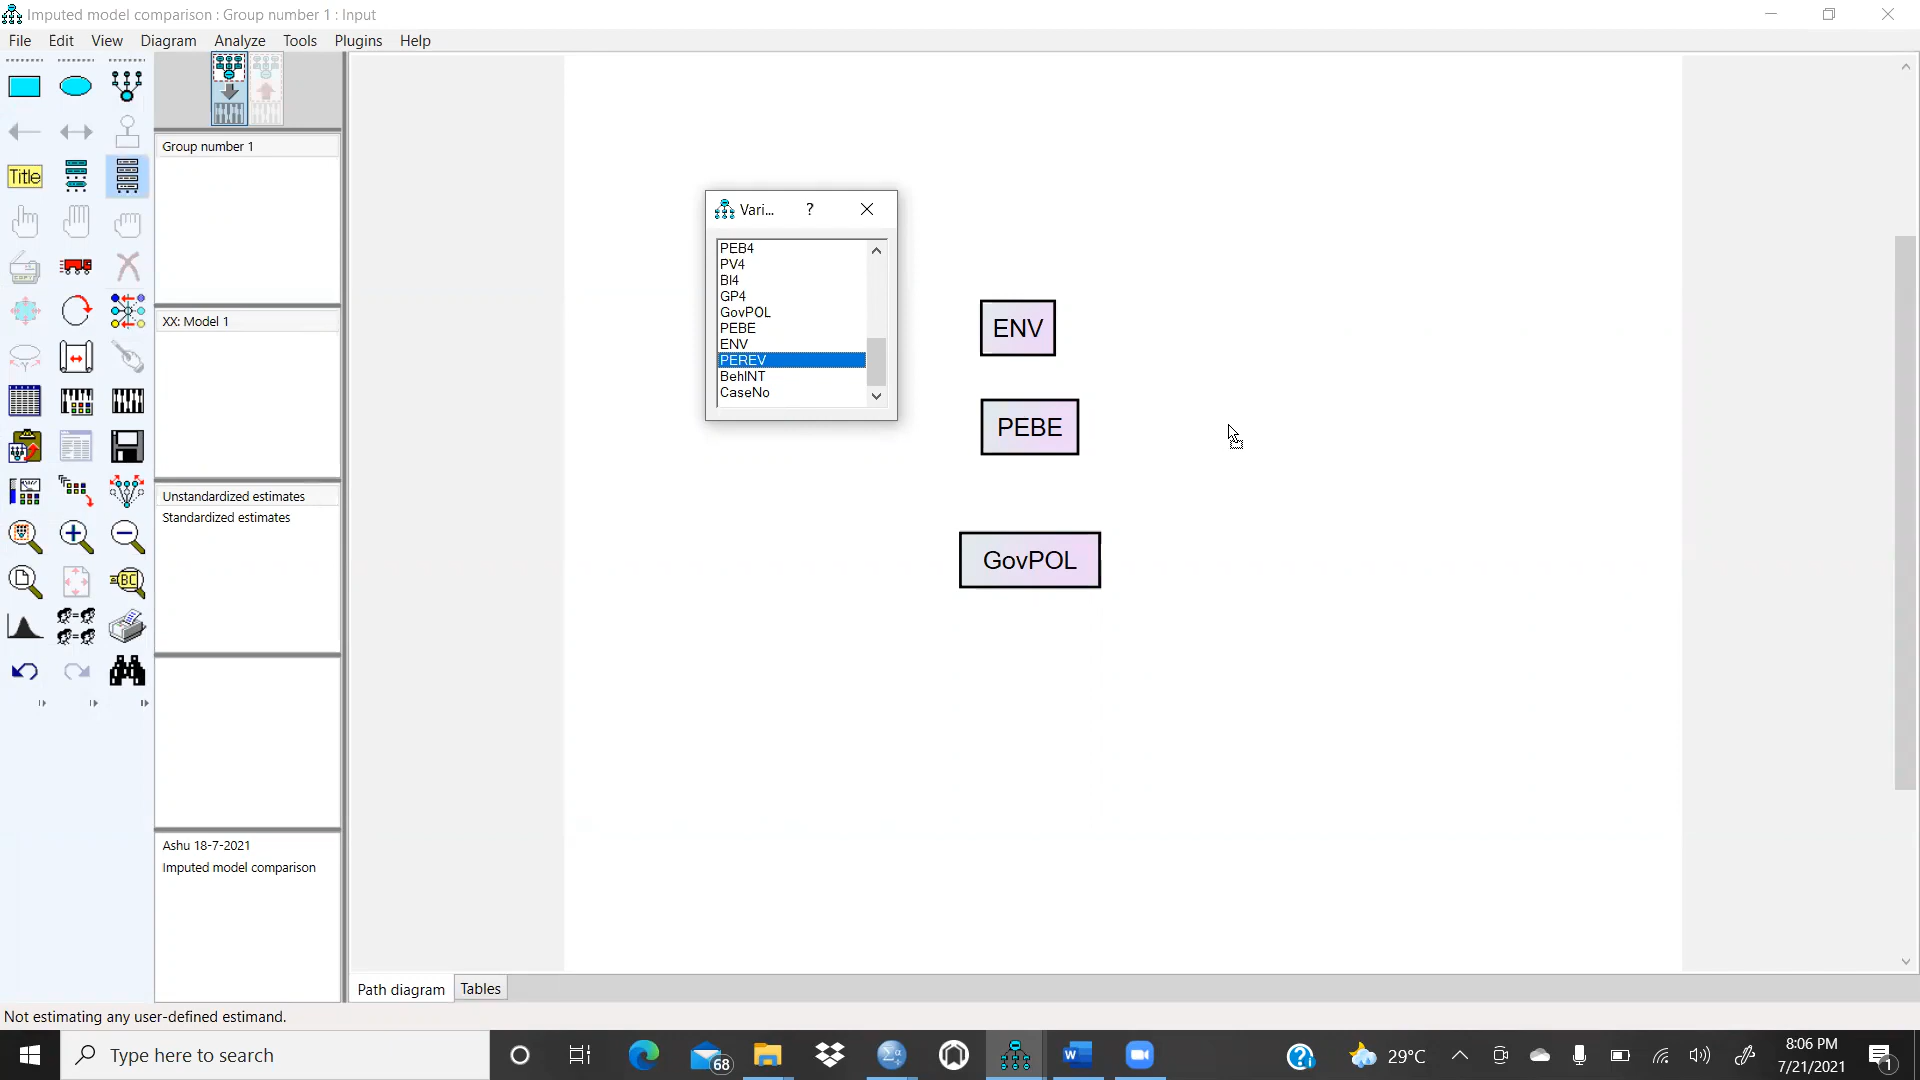 Imputed model comparison : Group number 1 : Input
File Edit View Diagram Analyze Tools Plugins Help
Title
Group number 1
XX: Model 1
Unstandardized estimates
Standardized estimates
Ashu 18-7-2021
Imputed model comparison
Vari... ?
PEB4
PV4
BI4
GP4
GovPOL
PEBE
ENV
PEREV
BehINT
CaseNo
ENV
PEBE
GovPOL
Path diagram Tables
Not estimating any user-defined estimand.
Type here to search
68
29°C
8:06 PM
7/21/2021
1